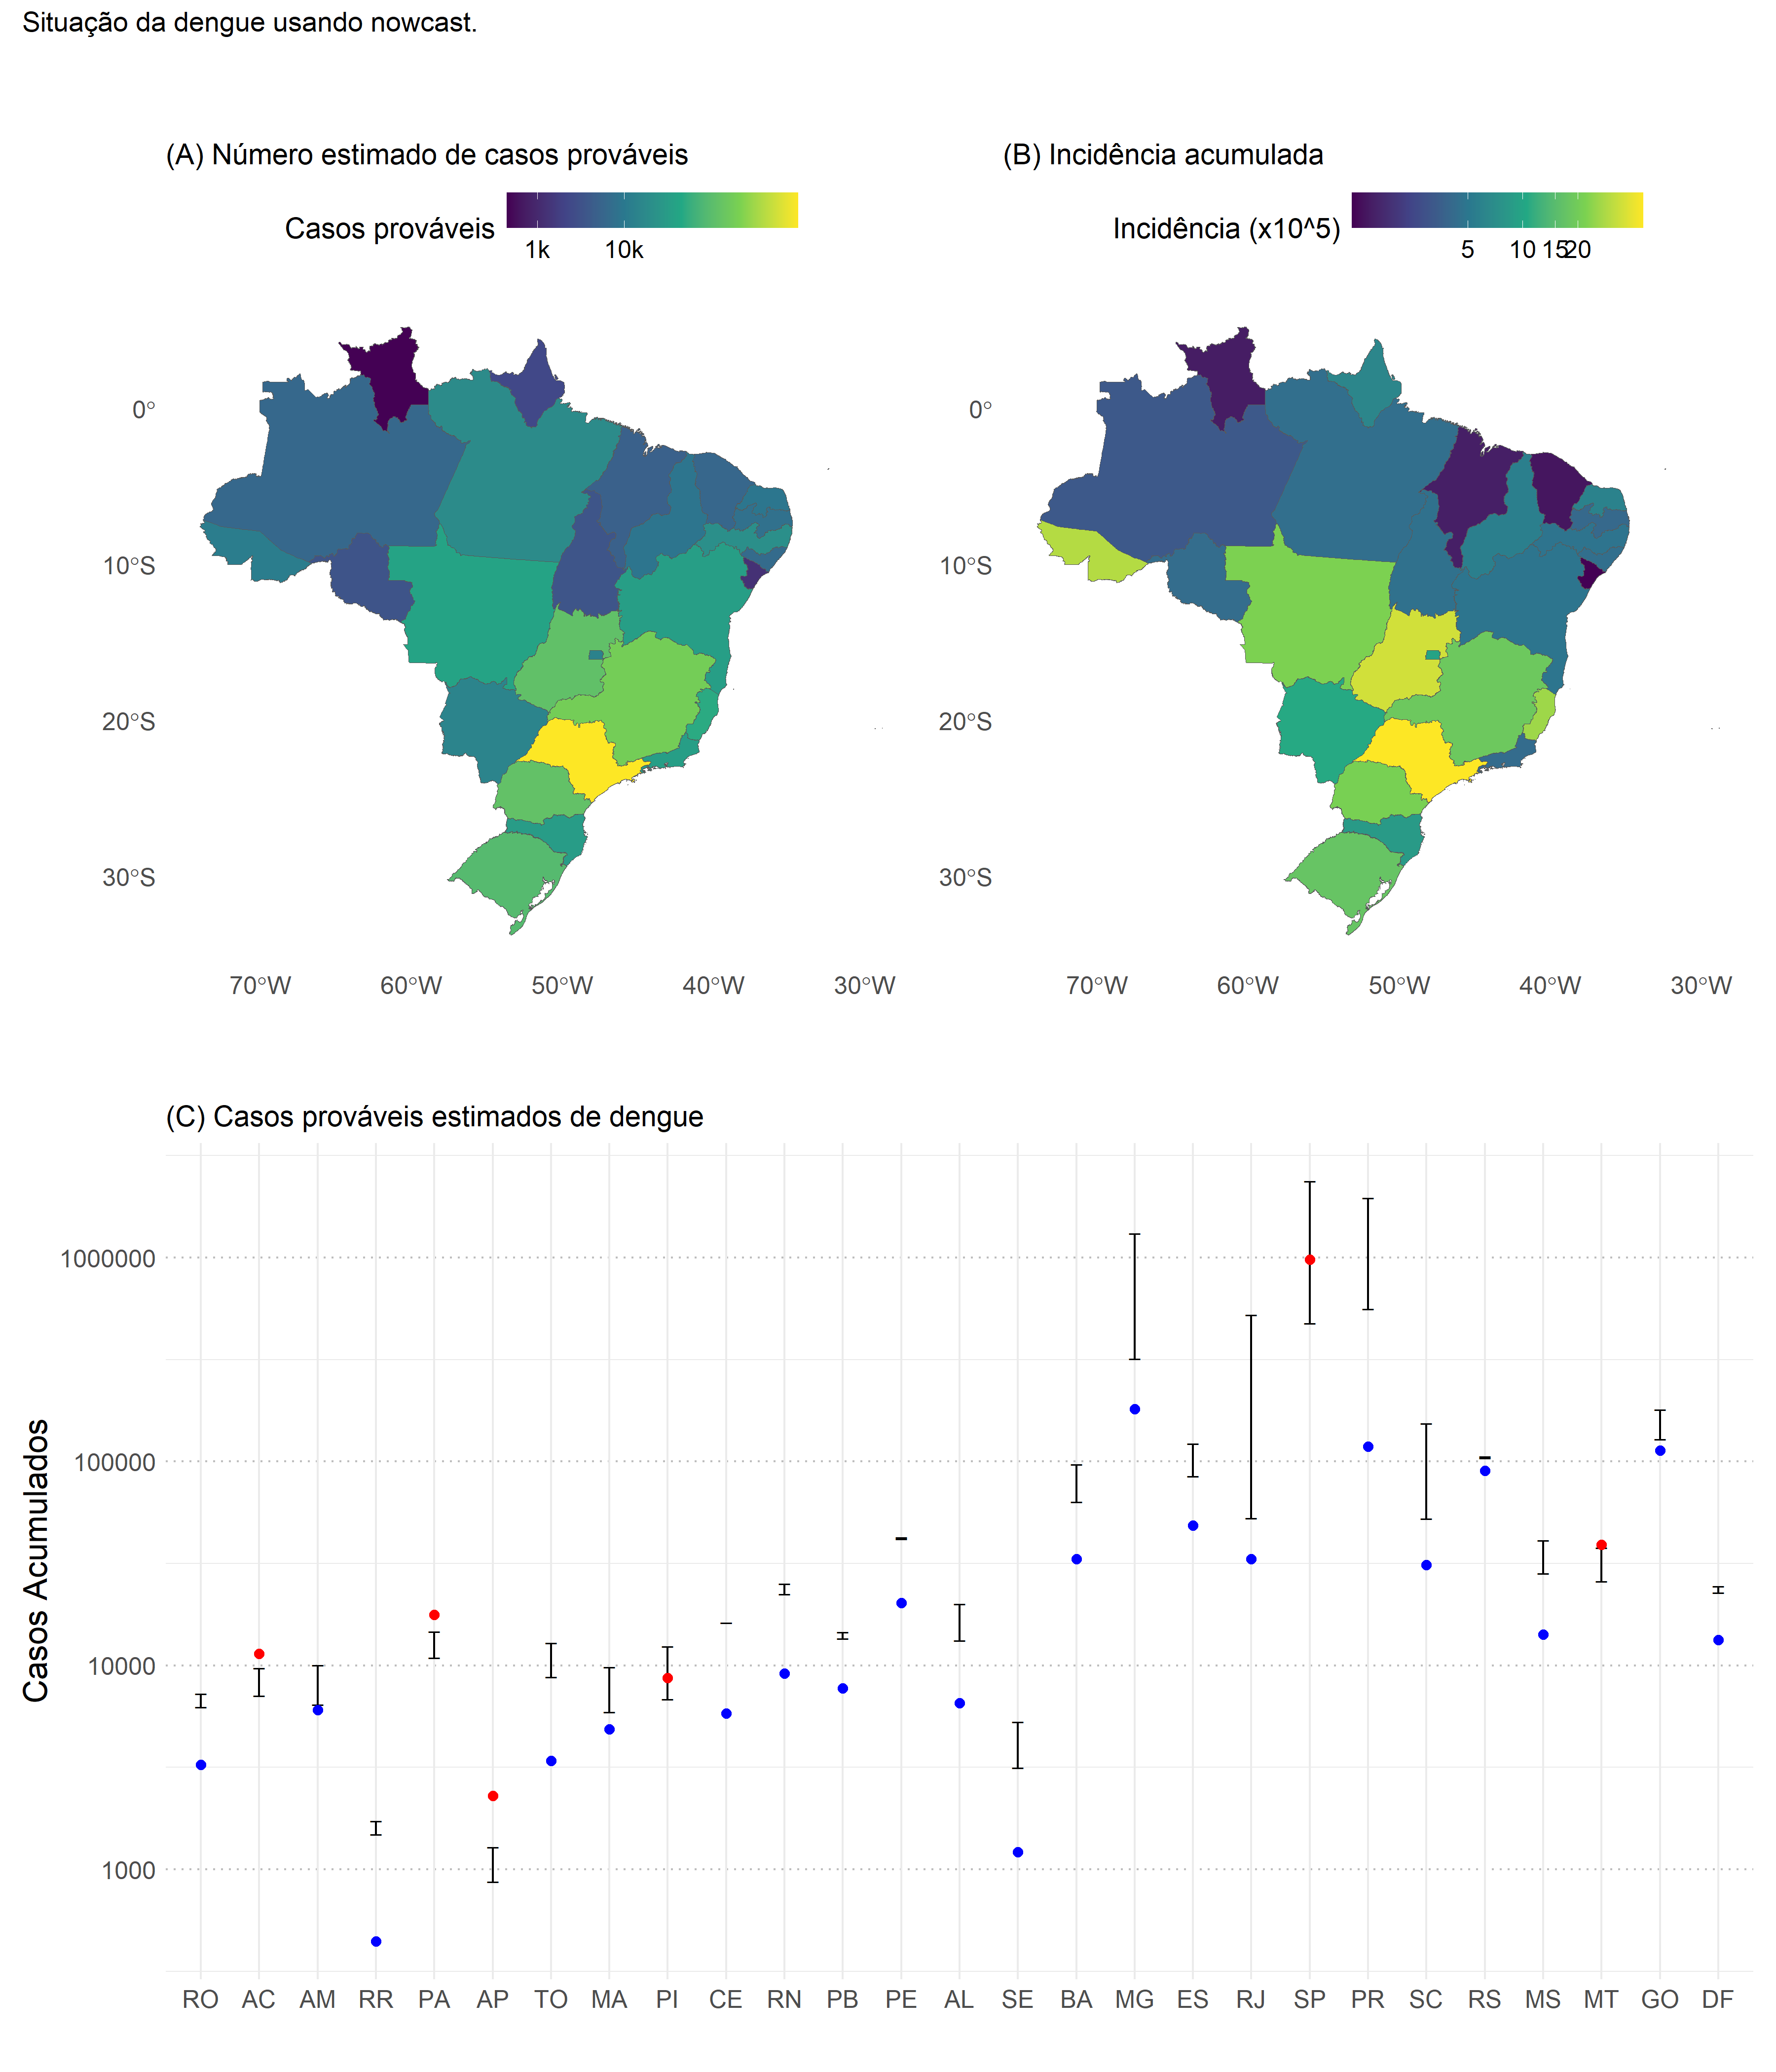 Situação da dengue usando nowcast.
(A) Número estimado de casos prováveis
Casos prováveis
1k 10k
0°
10°S
20°S
30°S
70°W 60°W 50°W 40°W 30°W
(B) Incidência acumulada
Incidência (x10^5)
5 10 15 20
0°
10°S
20°S
30°S
70°W 60°W 50°W 40°W 30°W
(C) Casos prováveis estimados de dengue
Casos Acumulados
1000000
100000
10000
1000
RO AC AM RR PA AP TO MA PI CE RN PB PE AL SE BA MG ES RJ SP PR SC RS MS MT GO DF